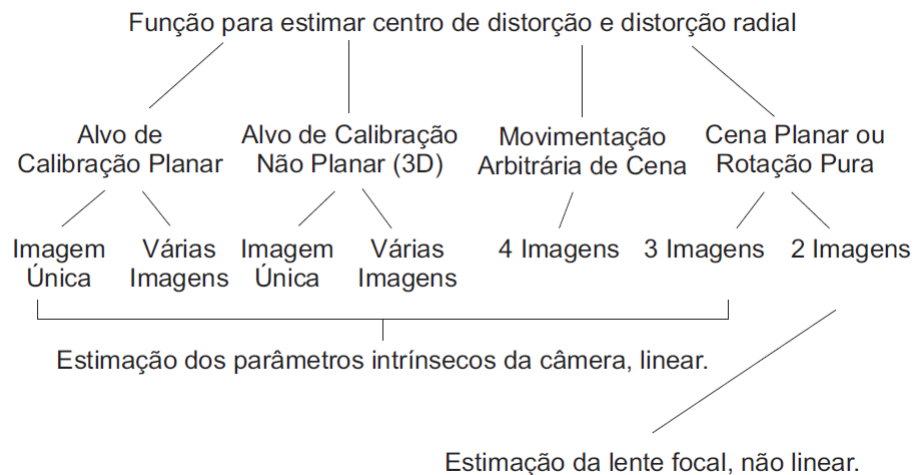 Função para estimar centro de distorção e distorção radial
Alvo de
Calibração Planar
Alvo de Calibração
Não Planar (3D)
Movimentação
Arbitrária de Cena
Cena Planar ou
Rotação Pura
Imagem
Única
Várias
Imagens
Imagem
Única
Várias
Imagens
4 Imagens
3 Imagens
2 Imagens
Estimação dos parâmetros intrínsecos da câmera, linear.
Estimação da lente focal, não linear.